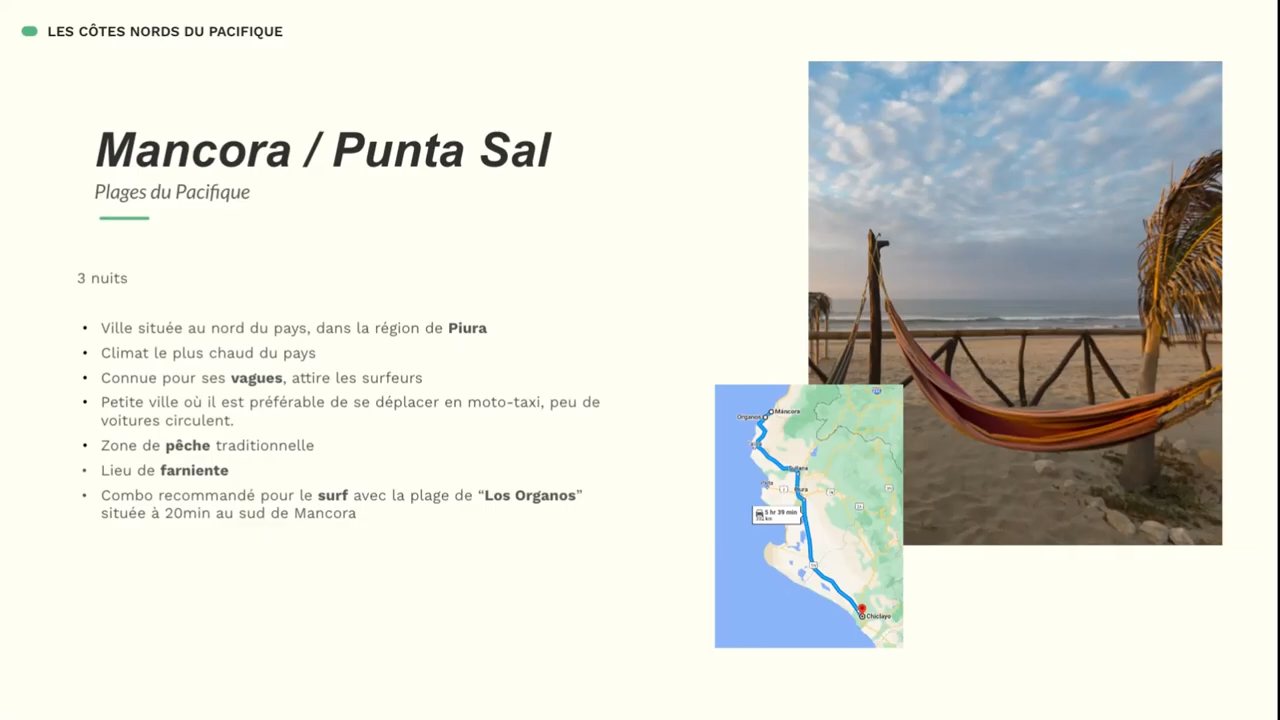 LES CÔTES NORDS DU PACIFIQUE
Mancora / Punta Sal
Plages du Pacifique
3 nuits
• Ville située au nord du pays, dans la région de Piura
• Climat le plus chaud du pays
• Connue pour ses vagues, attire les surfeurs
• Petite ville où il est préférable de se déplacer en moto-taxi, peu de
voitures circulent.
• Zone de pêche traditionnelle
• Lieu de farniente
• Combo recommandé pour le surf avec la plage de “Los Organos”
située à 20min au sud de Mancora
Máncora
Organos
Sullana
Piura
5 hr 39 min
Chiclayo